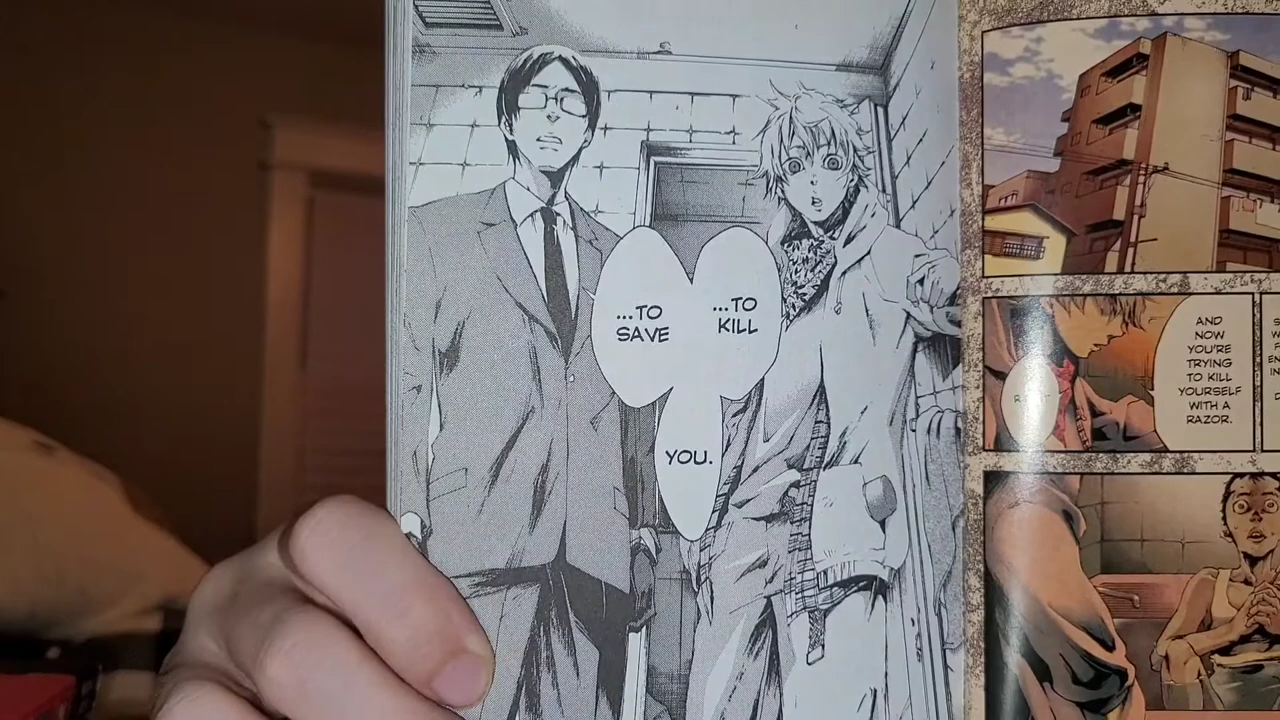 ...TO
SAVE
...TO
KILL
YOU.
AND
NOW
YOU'RE
TRYING
TO KILL
YOURSELF
WITH A
RAZOR.